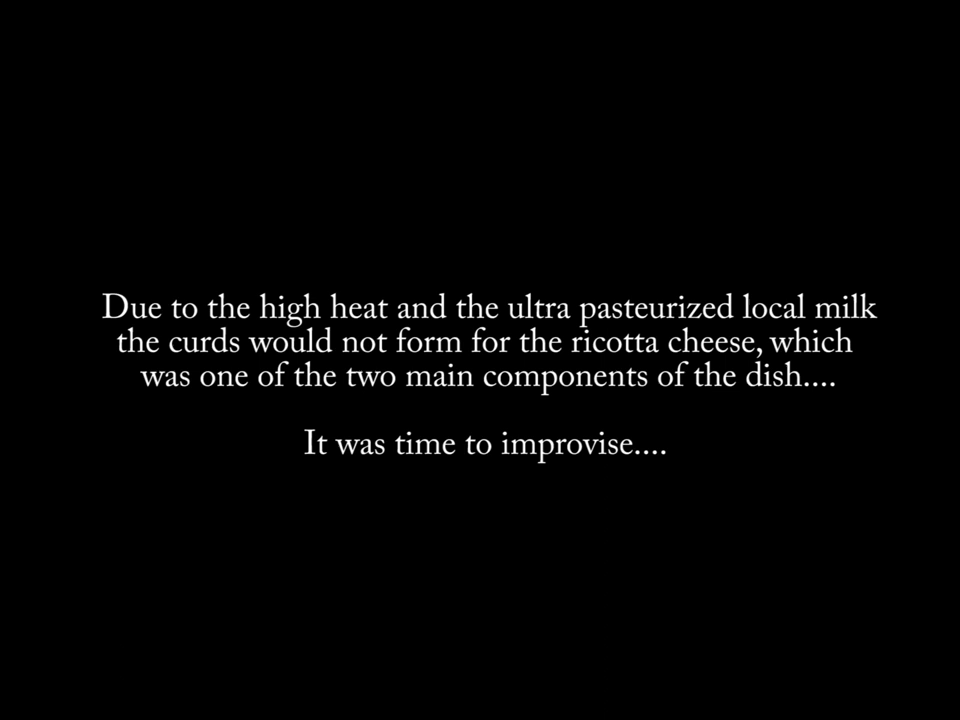 Due to the high heat and the ultra pasteurized local milk
the curds would not form for the ricotta cheese, which
was one of the two main components of the dish....
It was time to improvise....